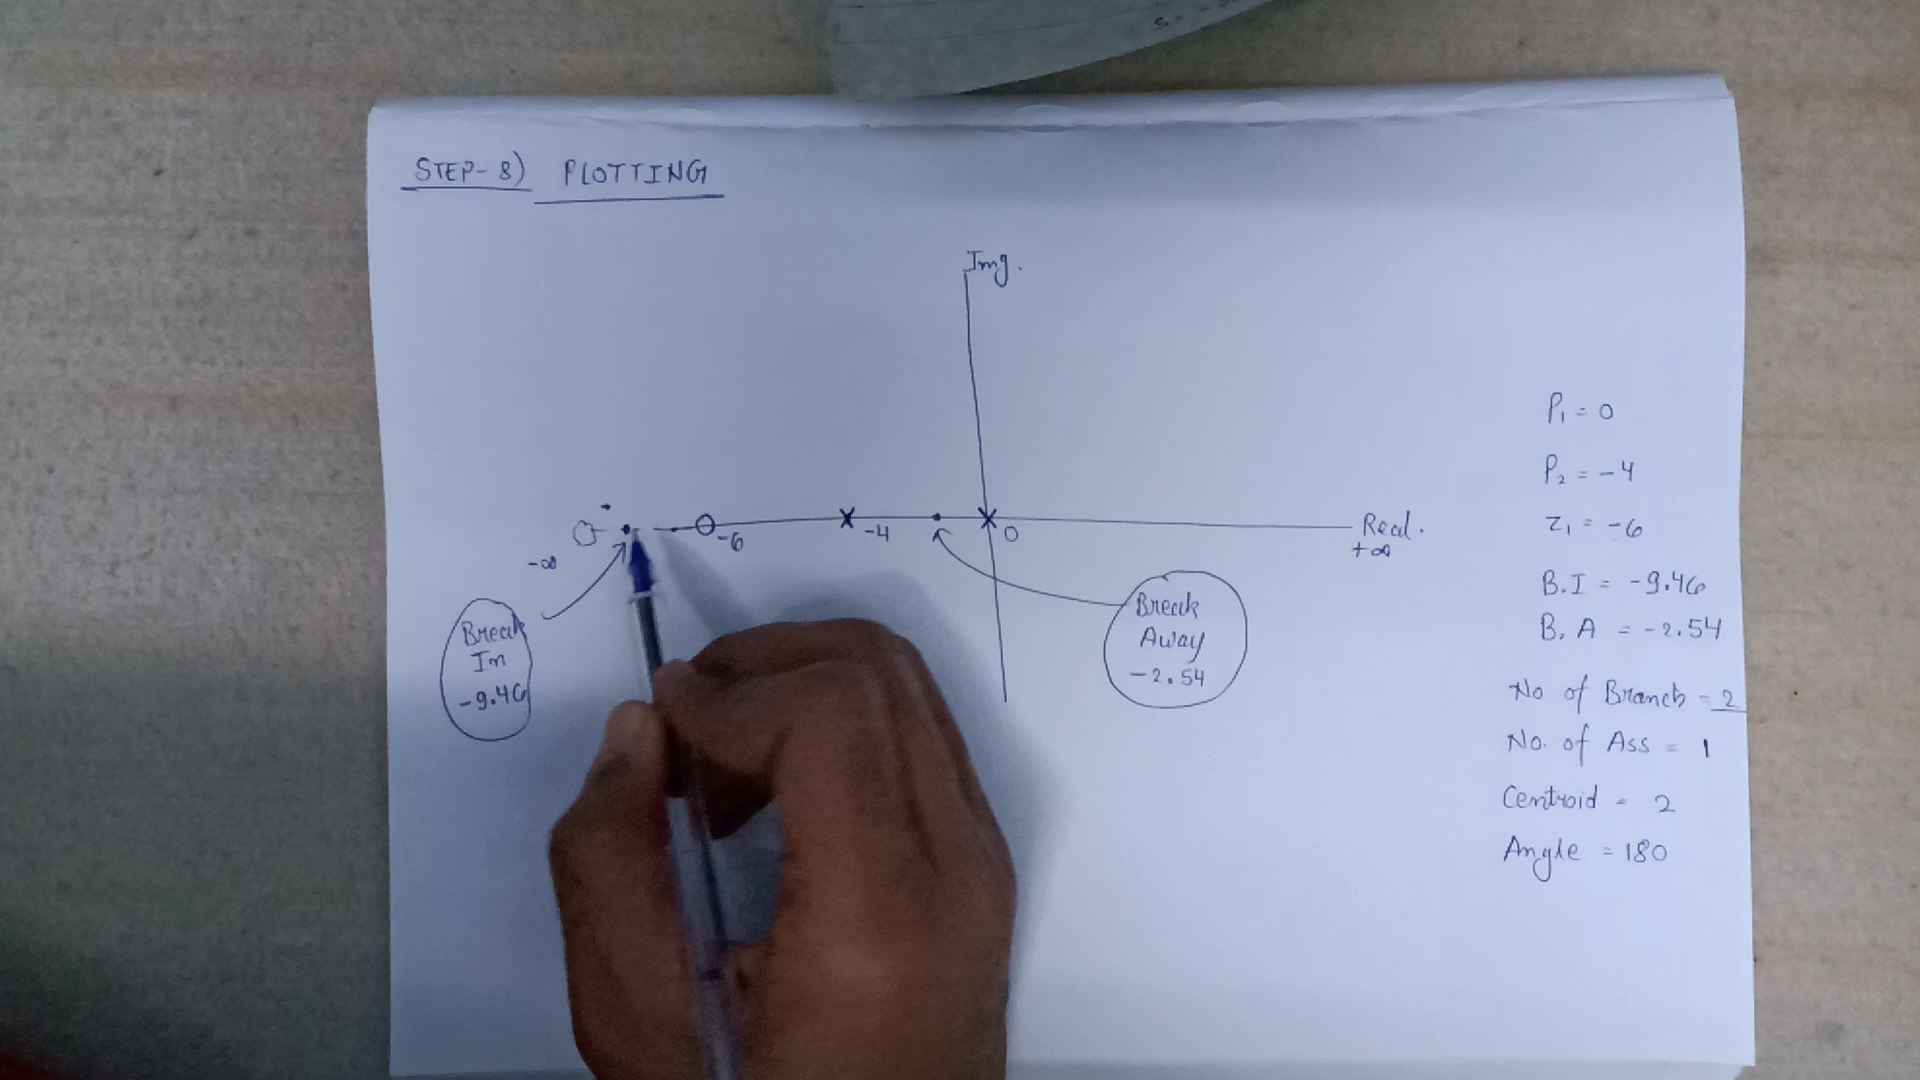 STEP-8) PLOTTING
Img.
-6
-4
0
Real.
-∞
+∞
Break
In
-9.46
Break
Away
-2.54
P₁ = 0
P₂ = -4
Z₁ = -6
B.I = -9.46
B.A = -2.54
No of Branch = 2
No. of Ass = 1
Centroid = 2
Angle = 180